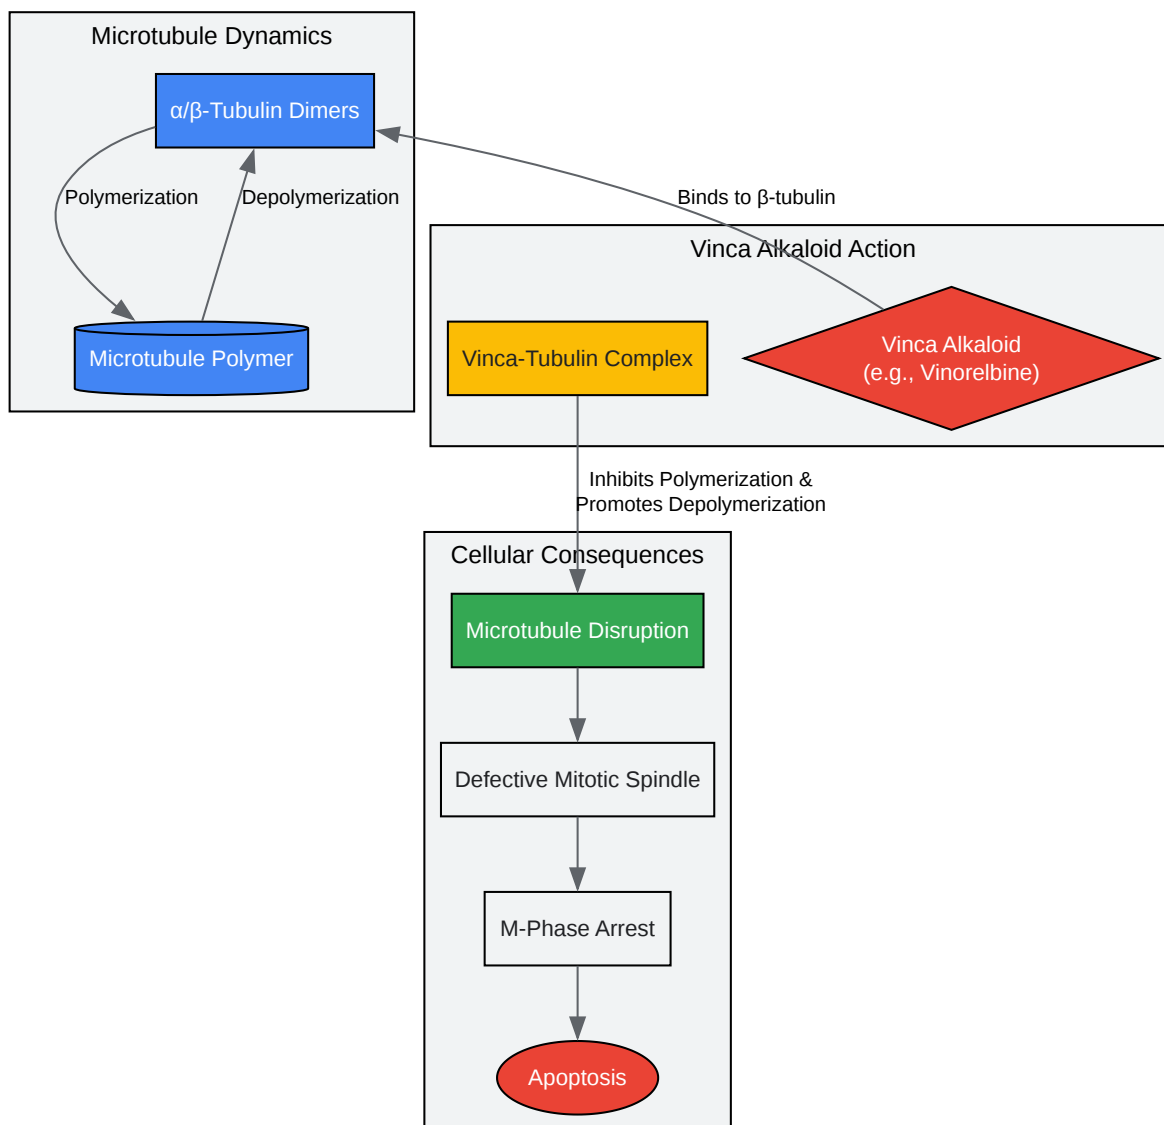 Microtubule Dynamics
α/β-Tubulin Dimers
Polymerization
Depolymerization
Binds to β-tubulin
Microtubule Polymer
Vinca Alkaloid Action
Vinca-Tubulin Complex
Vinca Alkaloid
(e.g., Vinorelbine)
Inhibits Polymerization &
Promotes Depolymerization
Cellular Consequences
Microtubule Disruption
Defective Mitotic Spindle
M-Phase Arrest
Apoptosis